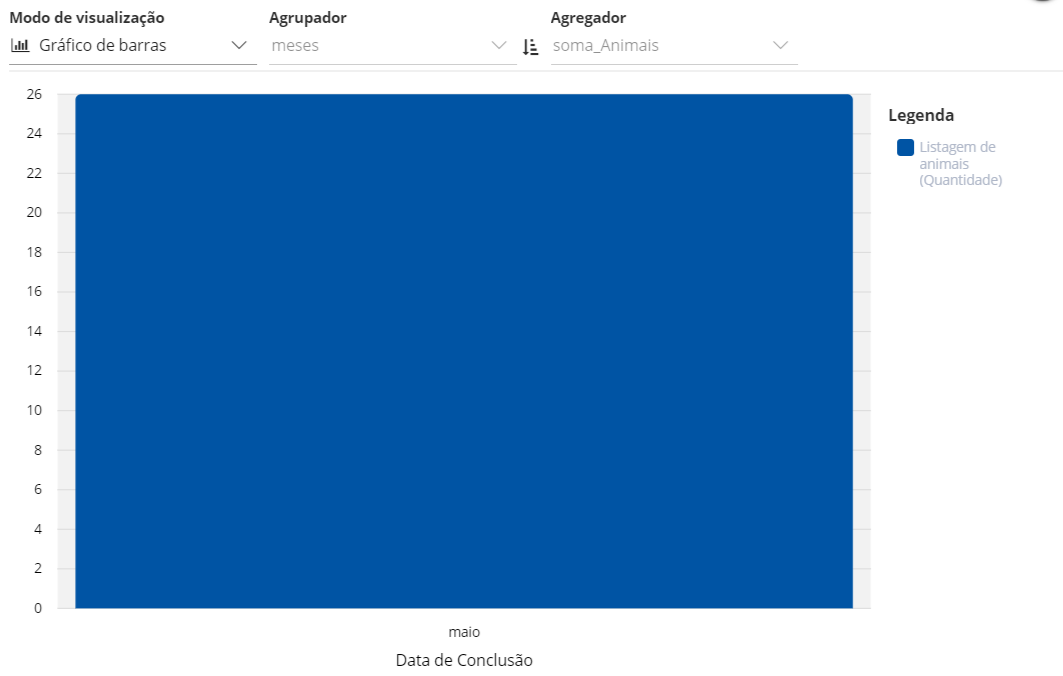 Modo de visualização
Agrupador
Agregador
Gráfico de barras
meses
soma_Animais
26
24
22
20
18
16
14
12
10
8
6
4
2
0
maio
Data de Conclusão
Legenda
Listagem de
animais
(Quantidade)